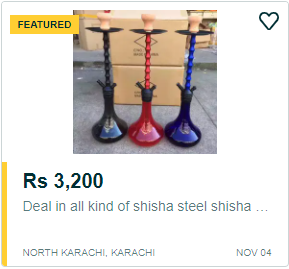 FEATURED
Rs 3,200
Deal in all kind of shisha steel shisha ...
NORTH KARACHI, KARACHI
NOV 04